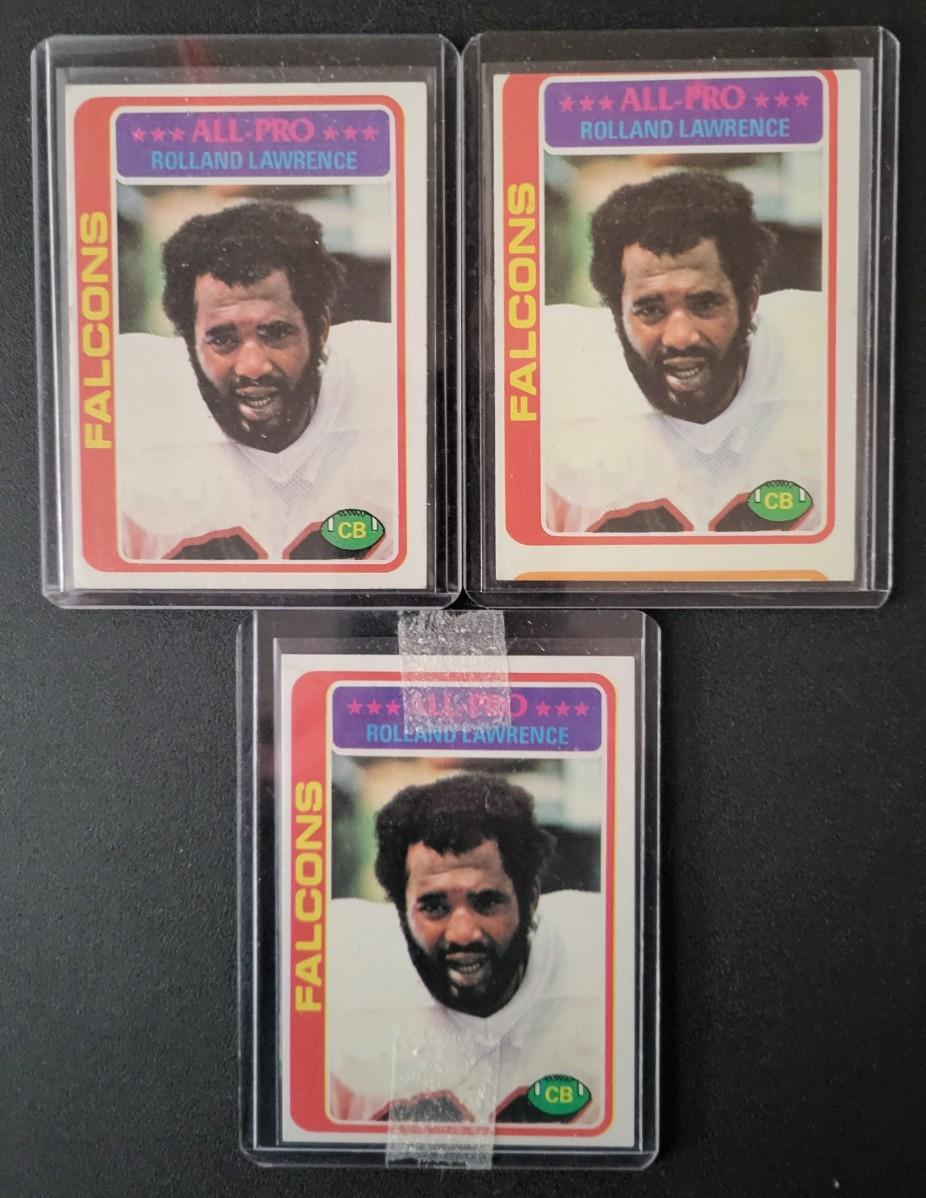 ★★★ ALL-PRO ★★★
ROLLAND LAWRENCE
FALCONS
CB
★★★ ALL-PRO ★★★
ROLLAND LAWRENCE
FALCONS
CB
★★★ ALL-PRO ★★★
ROLLAND LAWRENCE
FALCONS
CB